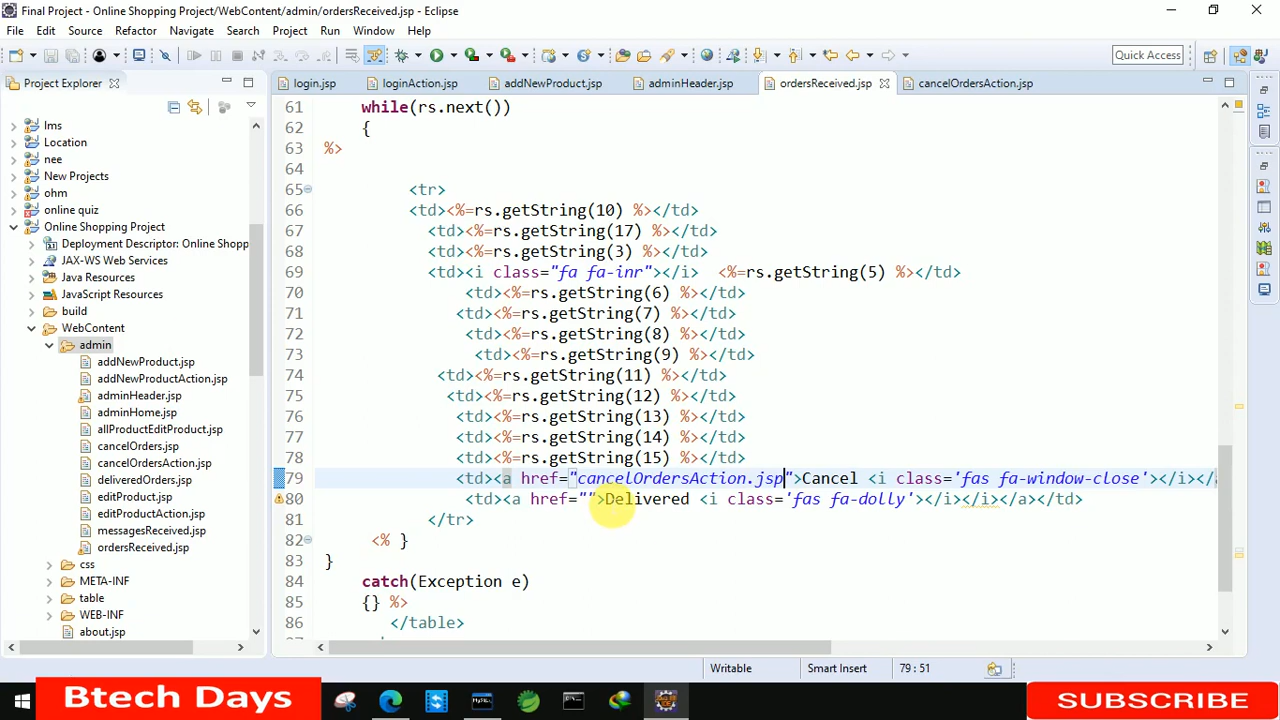 Final Project - Online Shopping Project/WebContent/admin/ordersReceived.jsp - Eclipse
File Edit Source Refactor Navigate Search Project Run Window Help
Quick Access
Project Explorer
login.jsp loginAction.jsp addNewProduct.jsp adminHeader.jsp ordersReceived.jsp cancelOrdersAction.jsp
lms
Location
nee
New Projects
ohm
online quiz
Online Shopping Project
Deployment Descriptor: Online Shopp
JAX-WS Web Services
Java Resources
JavaScript Resources
build
WebContent
admin
addNewProduct.jsp
addNewProductAction.jsp
adminHeader.jsp
adminHome.jsp
allProductEditProduct.jsp
cancelOrders.jsp
cancelOrdersAction.jsp
deliveredOrders.jsp
editProduct.jsp
editProductAction.jsp
messagesReceived.jsp
ordersReceived.jsp
css
META-INF
table
WEB-INF
about.jsp
61 while(rs.next())
62 {
63 %>
64
65 <tr>
66 <td><%=rs.getString(10) %></td>
67 <td><%=rs.getString(17) %></td>
68 <td><%=rs.getString(3) %></td>
69 <td><i class="fa fa-inr"></i> <%=rs.getString(5) %></td>
70 <td><%=rs.getString(6) %></td>
71 <td><%=rs.getString(7) %></td>
72 <td><%=rs.getString(8) %></td>
73 <td><%=rs.getString(9) %></td>
74 <td><%=rs.getString(11) %></td>
75 <td><%=rs.getString(12) %></td>
76 <td><%=rs.getString(13) %></td>
77 <td><%=rs.getString(14) %></td>
78 <td><%=rs.getString(15) %></td>
79 <td><a href="cancelOrdersAction.jsp">Cancel <i class='fas fa-window-close'></i></a
80 <td><a href="">Delivered <i class='fas fa-dolly'></i></i></a></td>
81 </tr>
82 <% }
83 }
84 catch(Exception e)
85 {} %>
86 </table>
Writable Smart Insert 79 : 51
Btech Days
SUBSCRIBE